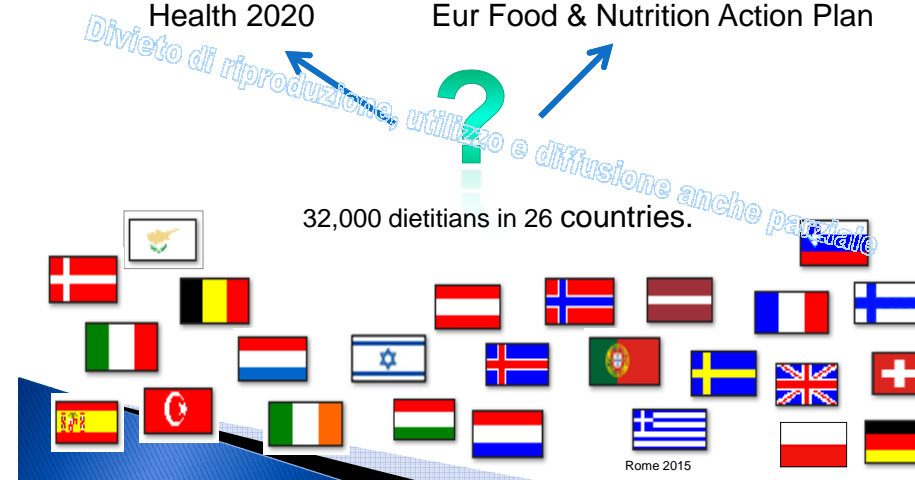 Health 2020
Eur Food & Nutrition Action Plan
Divieto di riproduzione, utilizzo e diffusione anche parziale
?
32,000 dietitians in 26 countries.
Rome 2015